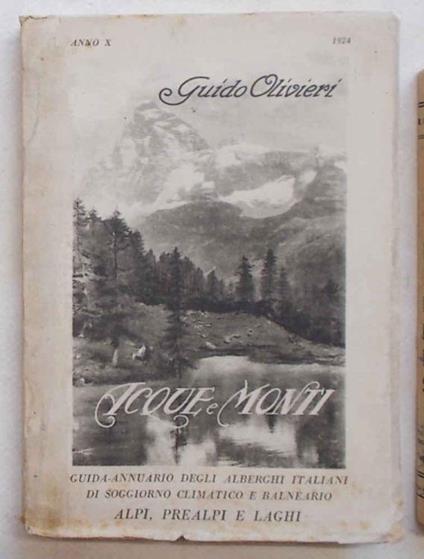 ANNO X 1924
Guido Olivieri
ACQUE e MONTI
GUIDA-ANNUARIO DEGLI ALBERGHI ITALIANI
DI SOGGIORNO CLIMATICO E BALNEARIO
ALPI, PREALPI E LAGHI